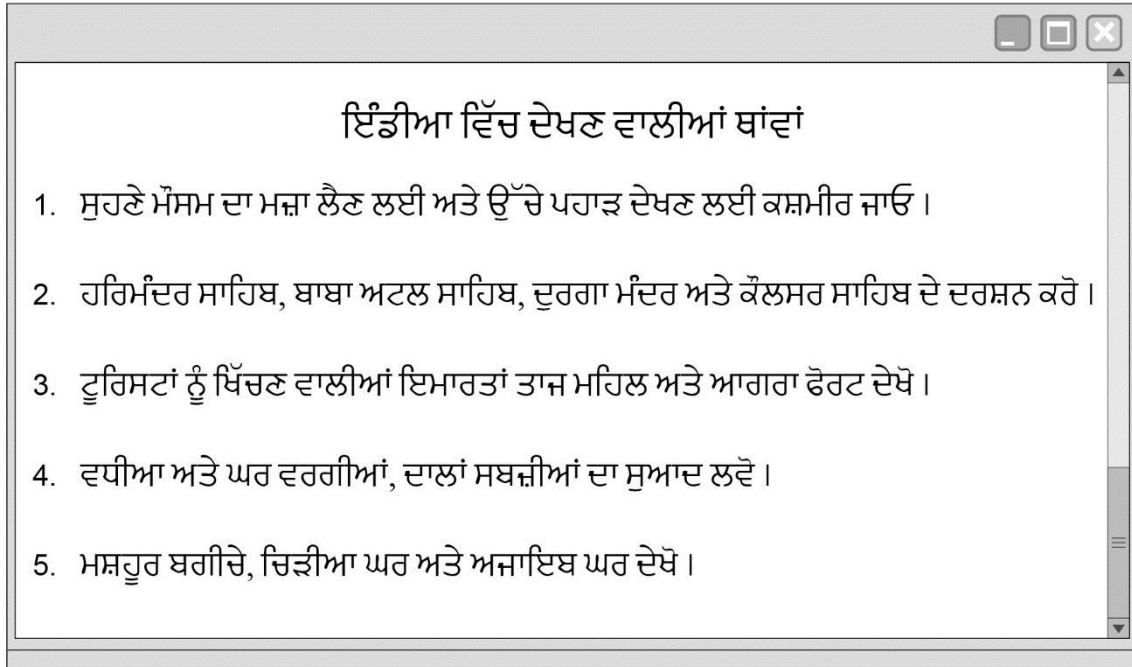 ਇੰਡੀਆ ਵਿੱਚ ਦੇਖਣ ਵਾਲੀਆਂ ਥਾਂਵਾਂ
1. ਸੁਹਣੇ ਮੌਸਮ ਦਾ ਮਜ਼ਾ ਲੈਣ ਲਈ ਅਤੇ ਉੱਚੇ ਪਹਾੜ ਦੇਖਣ ਲਈ ਕਸ਼ਮੀਰ ਜਾਓ।
2. ਹਰਿਮੰਦਰ ਸਾਹਿਬ, ਬਾਬਾ ਅਟਲ ਸਾਹਿਬ, ਦੁਰਗਾ ਮੰਦਰ ਅਤੇ ਕੌਲਸਰ ਸਾਹਿਬ ਦੇ ਦਰਸ਼ਨ ਕਰੋ।
3. ਟੂਰਿਸਟਾਂ ਨੂੰ ਖਿੱਚਣ ਵਾਲੀਆਂ ਇਮਾਰਤਾਂ ਤਾਜ ਮਹਿਲ ਅਤੇ ਆਗਰਾ ਫੋਰਟ ਦੇਖੋ।
4. ਵਧੀਆ ਅਤੇ ਘਰ ਵਰਗੀਆਂ, ਦਾਲਾਂ ਸਬਜ਼ੀਆਂ ਦਾ ਸੁਆਦ ਲਵੋ।
5. ਮਸ਼ਹੂਰ ਬਗੀਚੇ, ਚਿੜੀਆ ਘਰ ਅਤੇ ਅਜਾਇਬ ਘਰ ਦੇਖੋ।